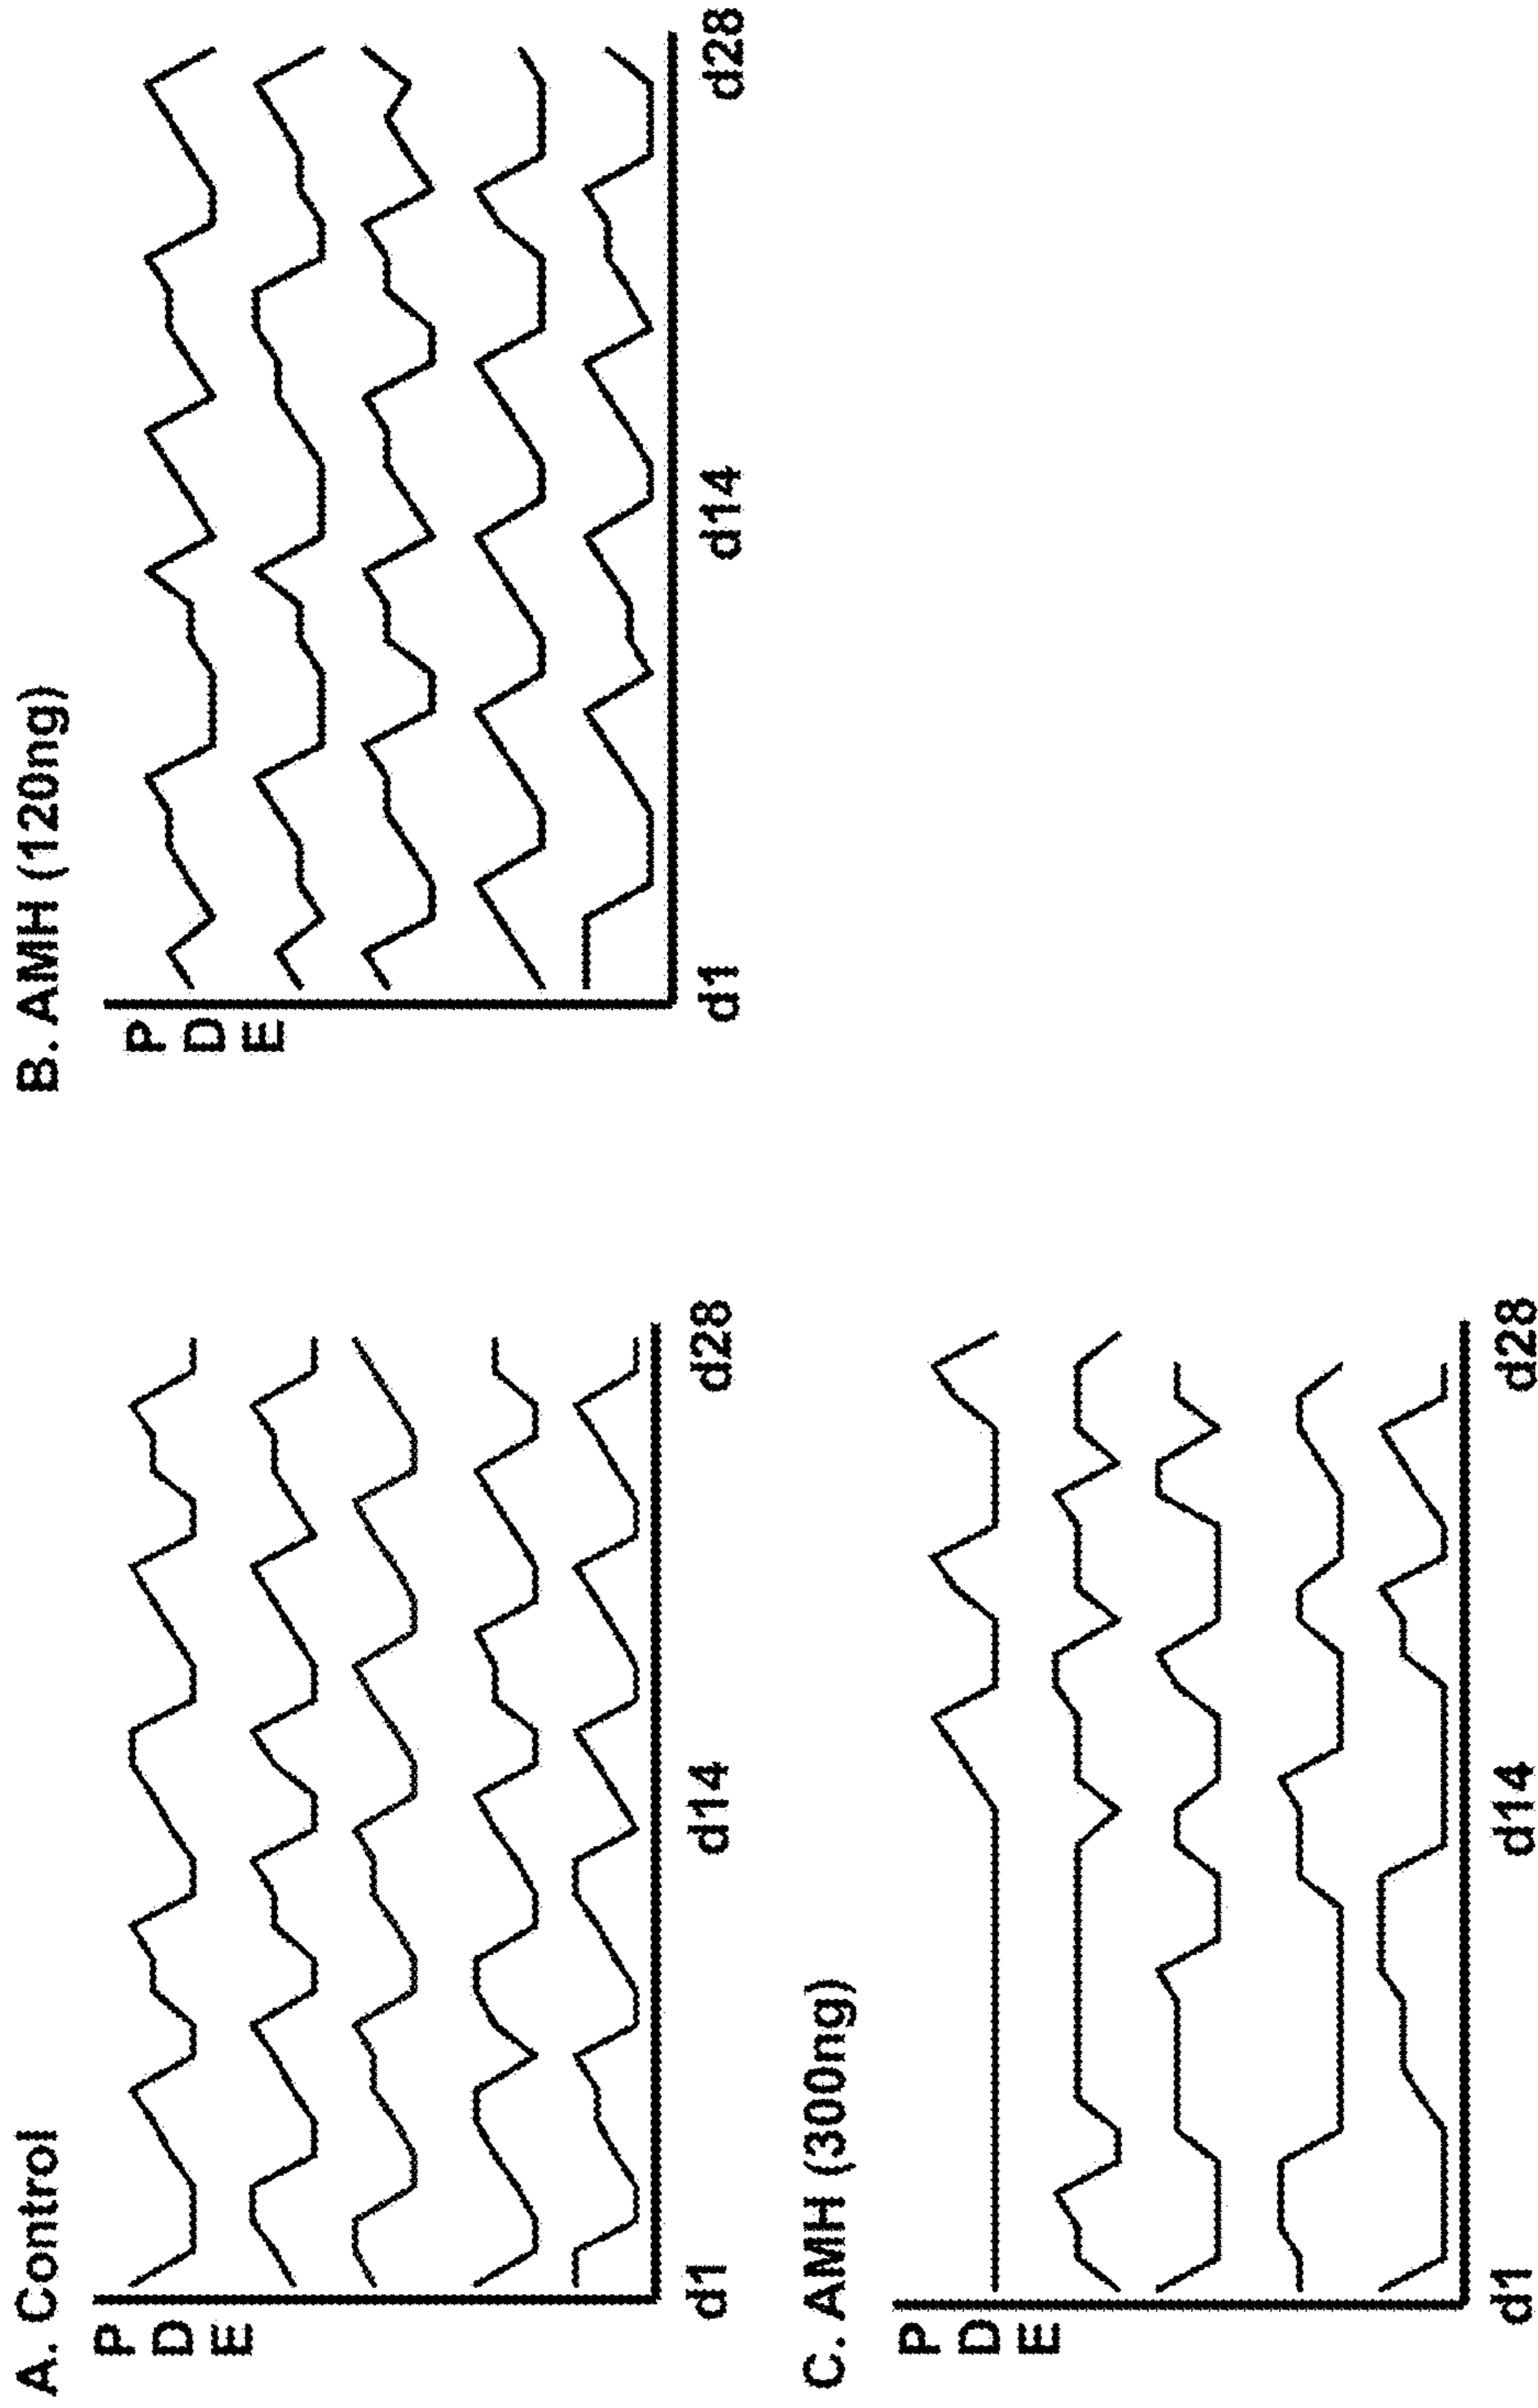 A. Control
P
D
E
d1 d14 d28
B. AMH (120ng)
P
D
E
d1 d14 d28
C. AMH (300ng)
P
D
E
d1 d14 d28